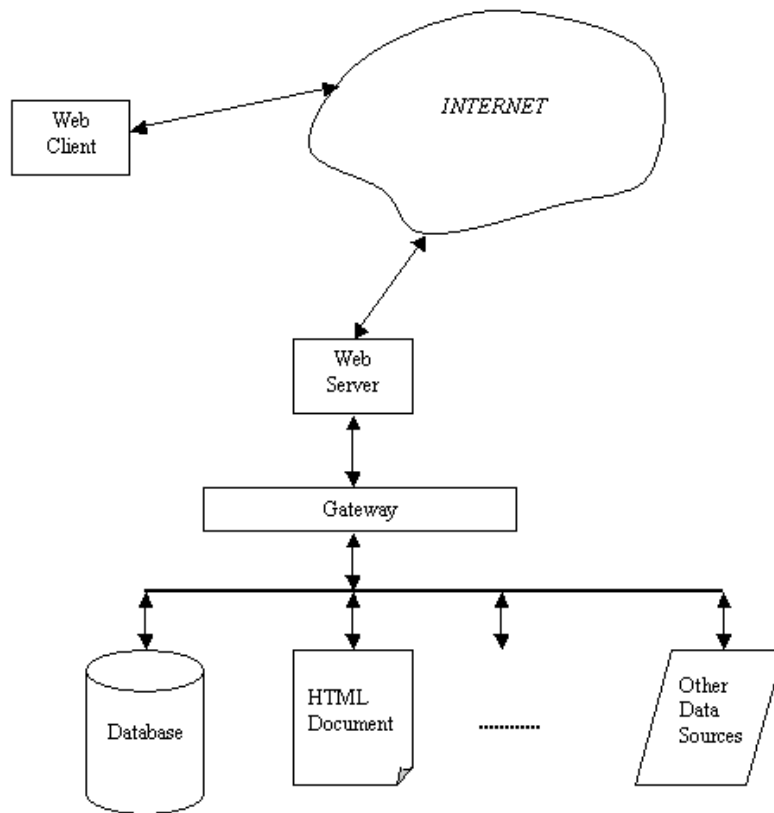 INTERNET
Web
Client
Web
Server
Gateway
Database
HTML
Document
............
Other
Data
Sources